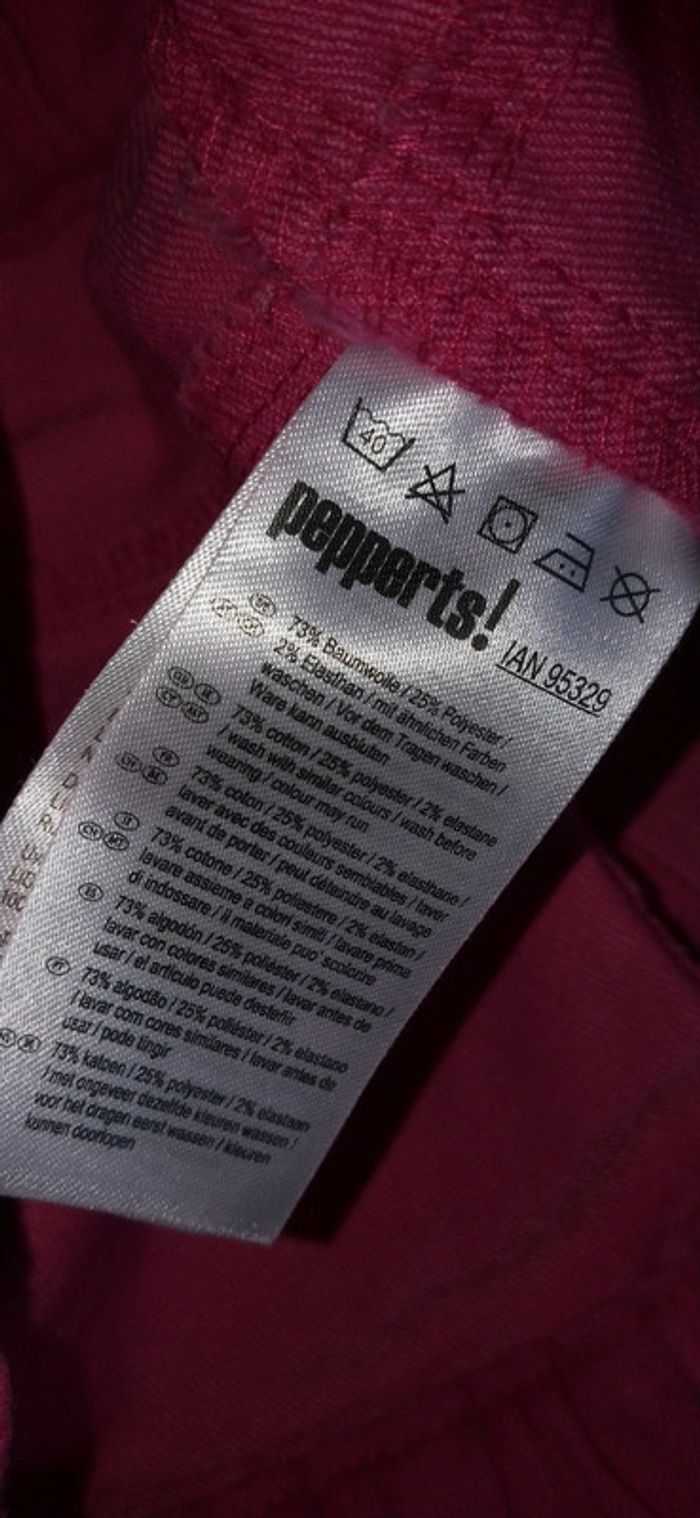 40
pepperts!
IAN 95329
73% Baumwolle / 25% Polyester /
2% Elasthan / mit ähnlichen Farben
waschen / Vor dem Tragen waschen /
Ware kann ausbluten
73% cotton / 25% polyester / 2% elastane
/ wash with similar colours / wash before
wearing / colour may run
73% coton / 25% polyester / 2% elasthane /
laver avec des couleurs semblables / laver
avant de porter / peut déteindre au lavage
73% cotone / 25% poliestere / 2% elastan /
lavare assieme a colori simili / lavare prima
di indossare / il materiale puo' scolorire
73% algodón / 25% poliester / 2% elastano /
lavar con colores similares / lavar antes de
usar / el articulo puede desteñir
73% algodão / 25% poliéster / 2% elastano
/ lavar com cores similares / lavar antes de
usar / pode tingir
73% katoen / 25% polyester / 2% elastaan
/ met ongeveer dezelfde kleuren wassen /
voor het dragen eerst wassen / kleuren
kunnen doorlopen